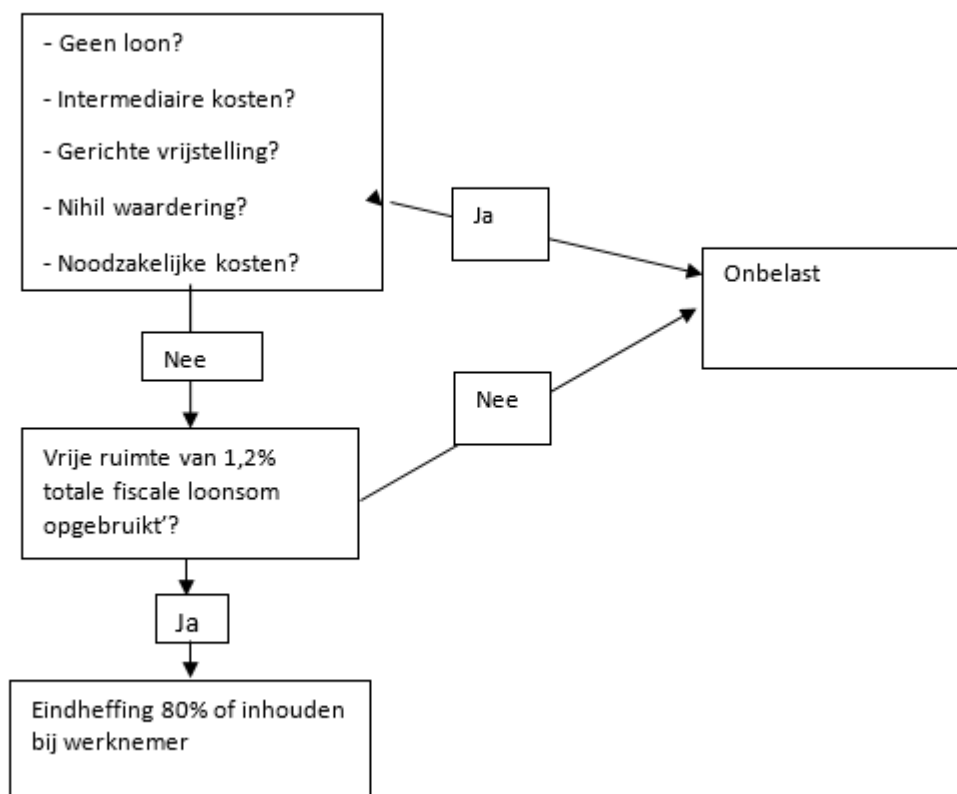 - Geen loon?
- Intermediaire kosten?
- Gerichte vrijstelling?
- Nihil waardering?
- Noodzakelijke kosten?
Ja
Onbelast
Nee
Nee
Vrije ruimte van 1,2%
totale fiscale loonsom
opgebruikt’?
Ja
Eindheffing 80% of inhouden
bij werknemer